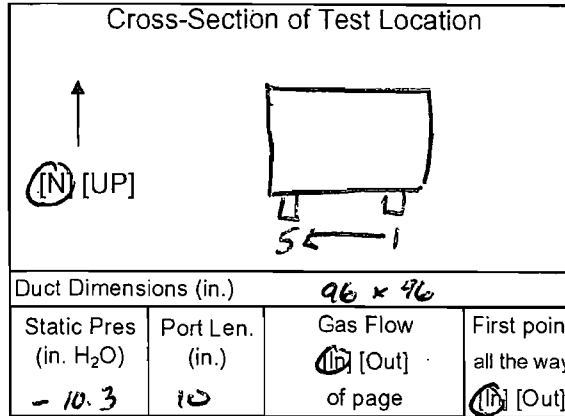 Cross-Section of Test Location
[N] [UP]
5 1
Duct Dimensions (in.) 96 x 96
Static Pres Port Len. Gas Flow First poin
(in. H₂O) (in.) [In] [Out] all the way
- 10.3 10 of page [In] [Out]